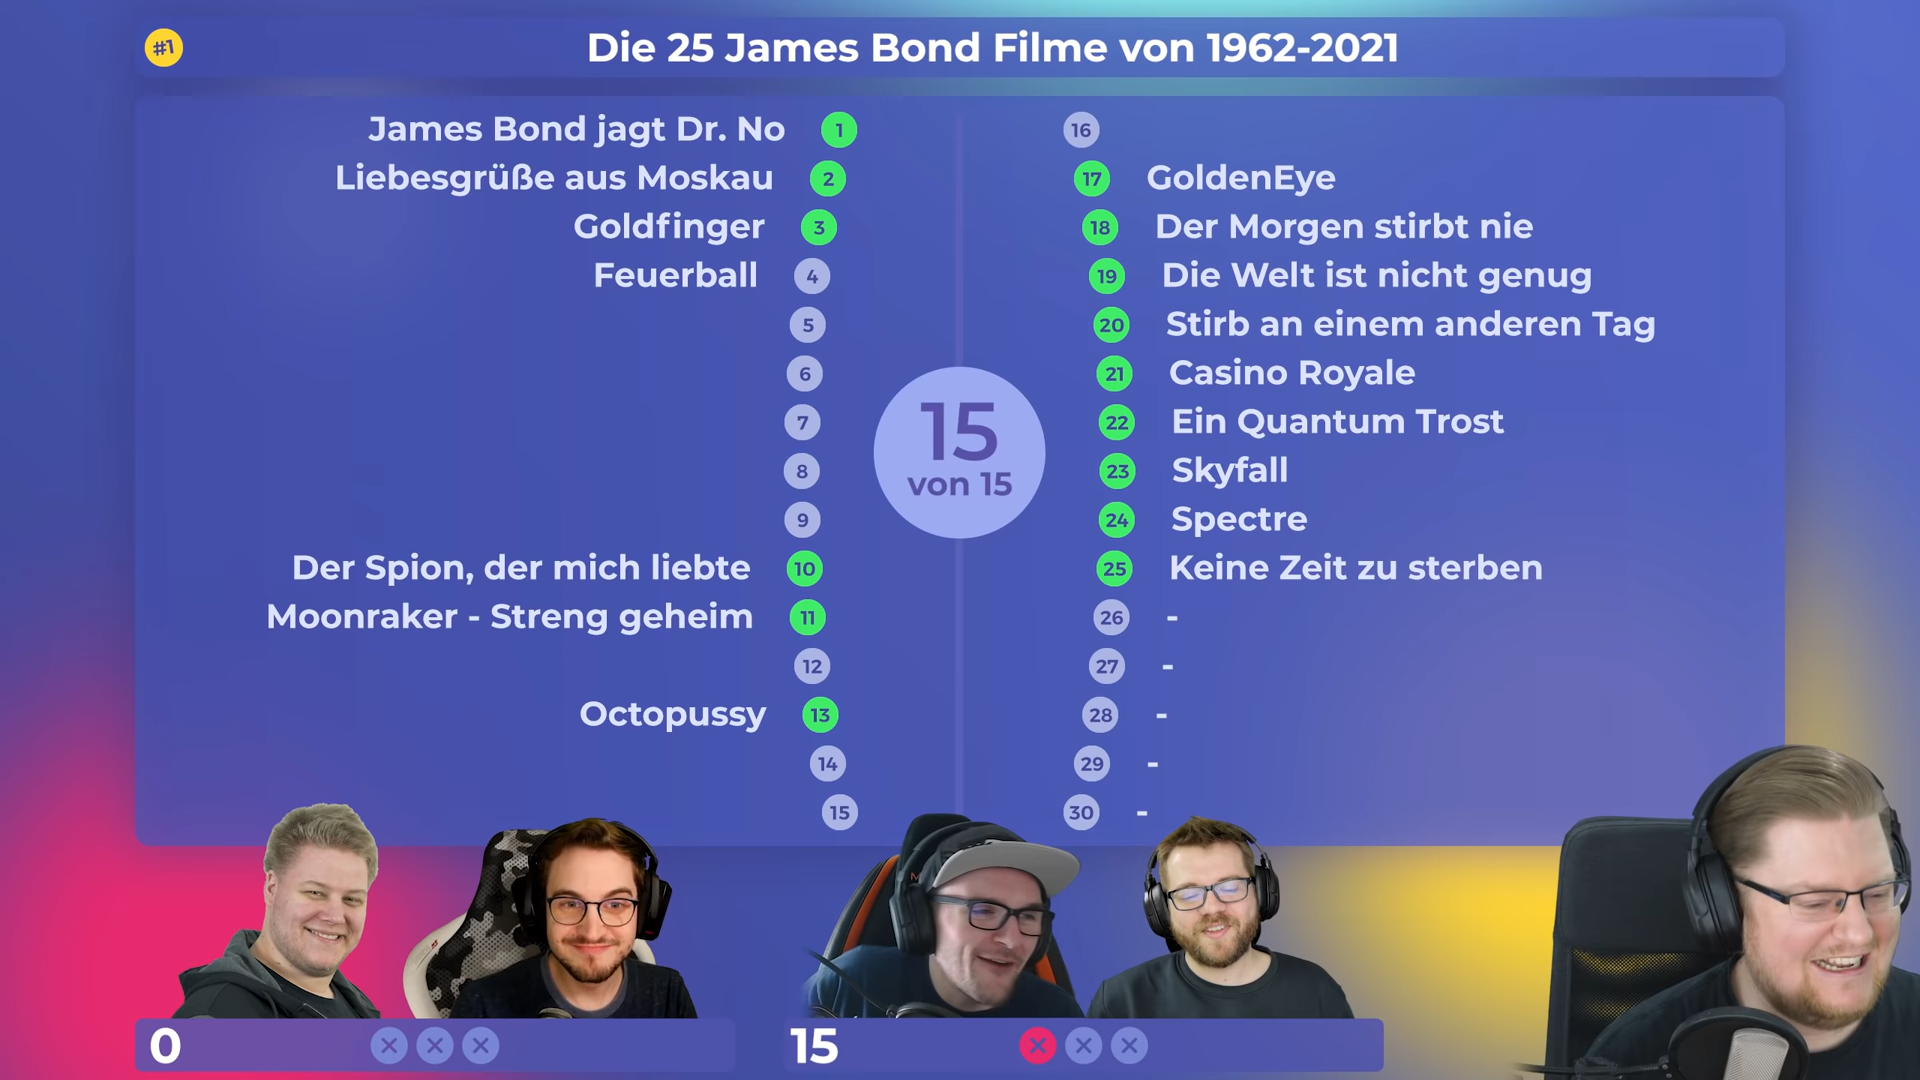 #1
Die 25 James Bond Filme von 1962-2021
James Bond jagt Dr. No 1
Liebesgrüße aus Moskau 2
Goldfinger 3
Feuerball 4
5
6
7
8
9
Der Spion, der mich liebte 10
Moonraker - Streng geheim 11
12
Octopussy 13
14
15
15
von 15
16
17 GoldenEye
18 Der Morgen stirbt nie
19 Die Welt ist nicht genug
20 Stirb an einem anderen Tag
21 Casino Royale
22 Ein Quantum Trost
23 Skyfall
24 Spectre
25 Keine Zeit zu sterben
26 -
27 -
28 -
29 -
30 -
0
15